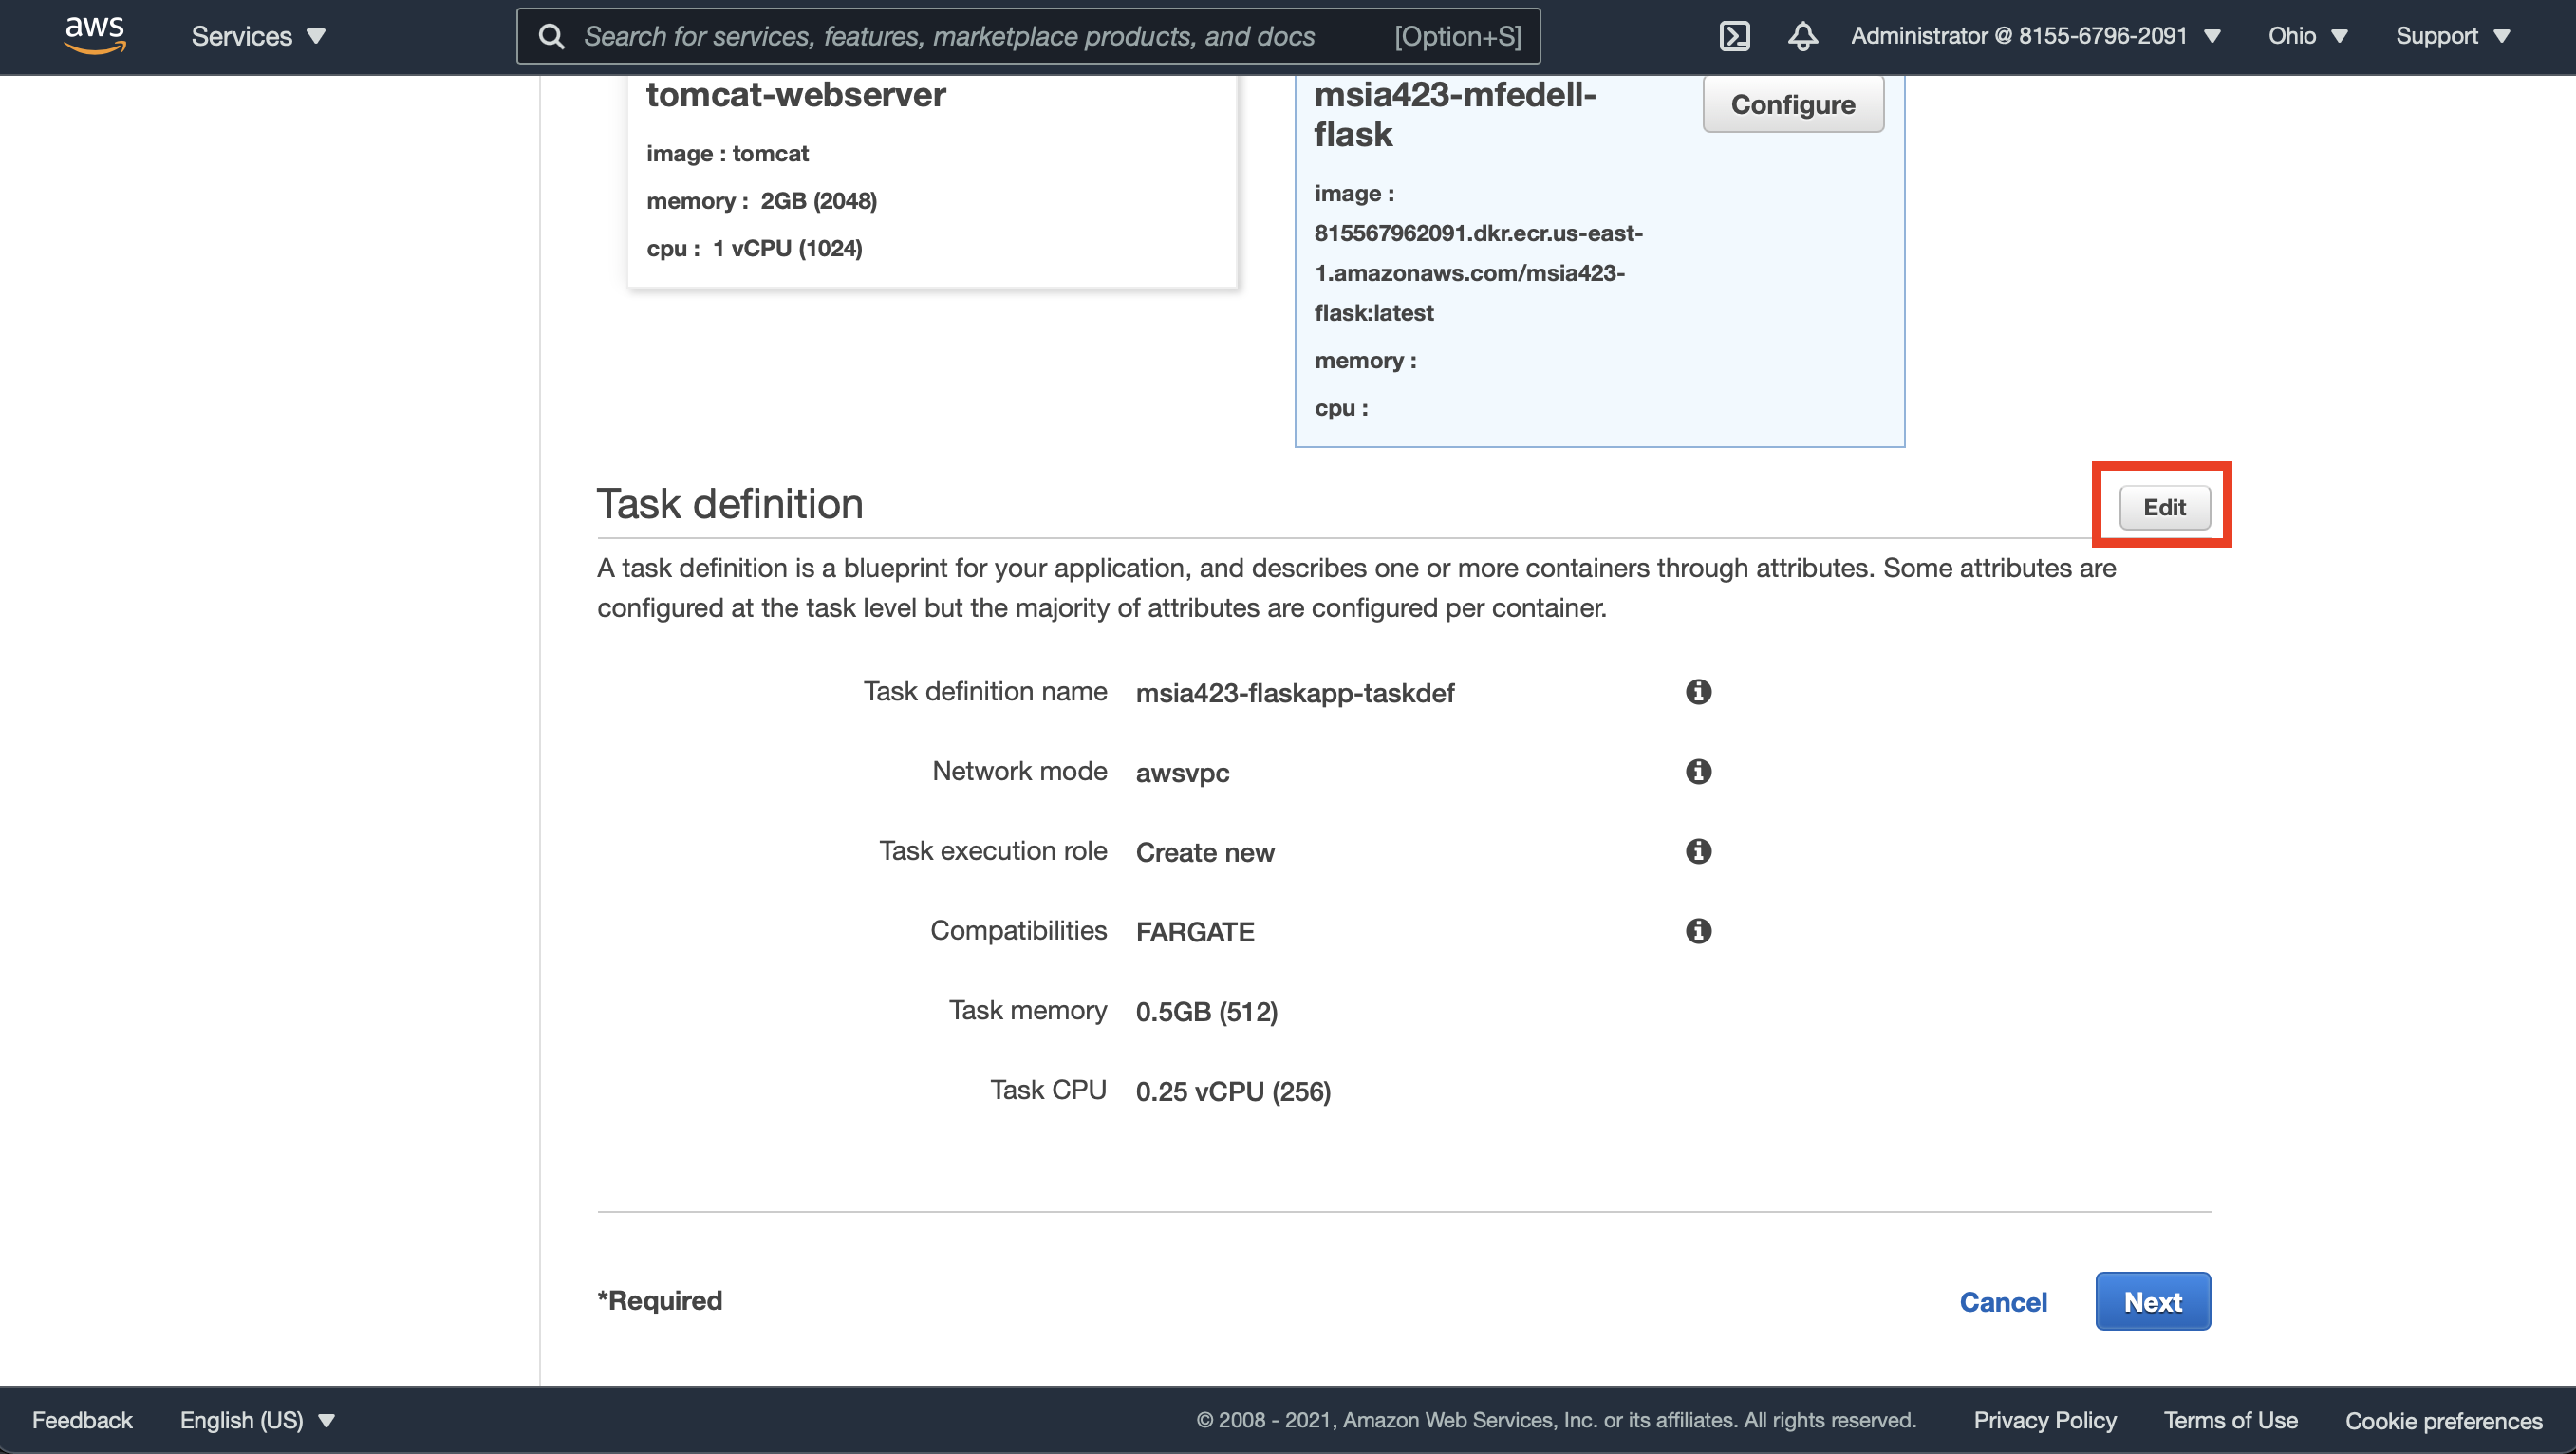 aws
Services
Search for services, features, marketplace products, and docs [Option+S]
Administrator @ 8155-6796-2091
Ohio
Support
tomcat-webserver
image : tomcat
memory : 2GB (2048)
cpu : 1 vCPU (1024)
msia423-mfedell-
flask
Configure
image :
815567962091.dkr.ecr.us-east-
1.amazonaws.com/msia423-
flask:latest
memory :
cpu :
Task definition
Edit
A task definition is a blueprint for your application, and describes one or more containers through attributes. Some attributes are
configured at the task level but the majority of attributes are configured per container.
Task definition name msia423-flaskapp-taskdef
Network mode awsvpc
Task execution role Create new
Compatibilities FARGATE
Task memory 0.5GB (512)
Task CPU 0.25 vCPU (256)
*Required
Cancel
Next
Feedback
English (US)
© 2008 - 2021, Amazon Web Services, Inc. or its affiliates. All rights reserved.
Privacy Policy
Terms of Use
Cookie preferences